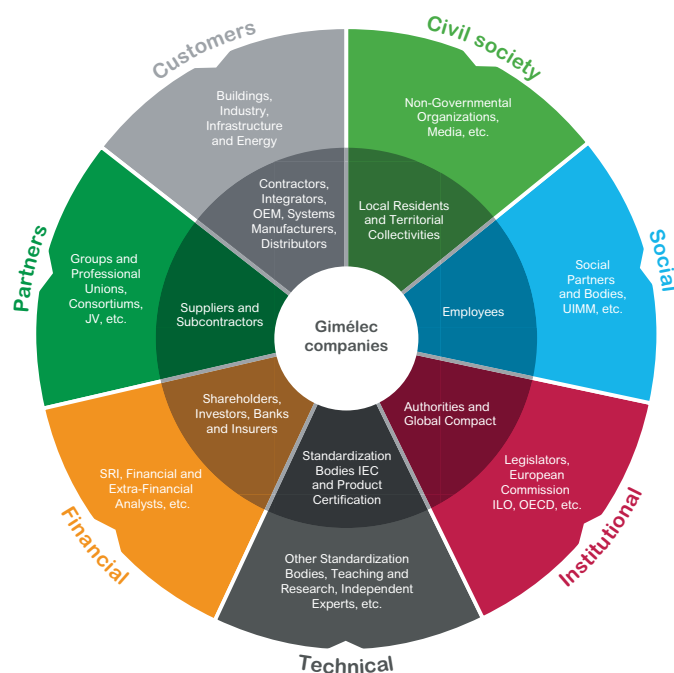 Customers
Civil society
Buildings,
Industry,
Infrastructure
and Energy
Non-Governmental
Organizations,
Media, etc.
Contractors,
Integrators,
OEM, Systems
Manufacturers,
Distributors
Local Residents
and Territorial
Collectivities
Partners
Social
Groups and
Professional
Unions,
Consortiums,
JV, etc.
Suppliers and
Subcontractors
Gimélec
companies
Employees
Social
Partners
and Bodies,
UIMM, etc.
Shareholders,
Investors, Banks
and Insurers
Authorities and
Global Compact
Standardization
Bodies IEC
and Product
Certification
SRI, Financial and
Extra-Financial
Analysts, etc.
Legislators,
European
Commission
ILO, OECD, etc.
Financial
Institutional
Other Standardization
Bodies, Teaching and
Research, Independent
Experts, etc.
Technical